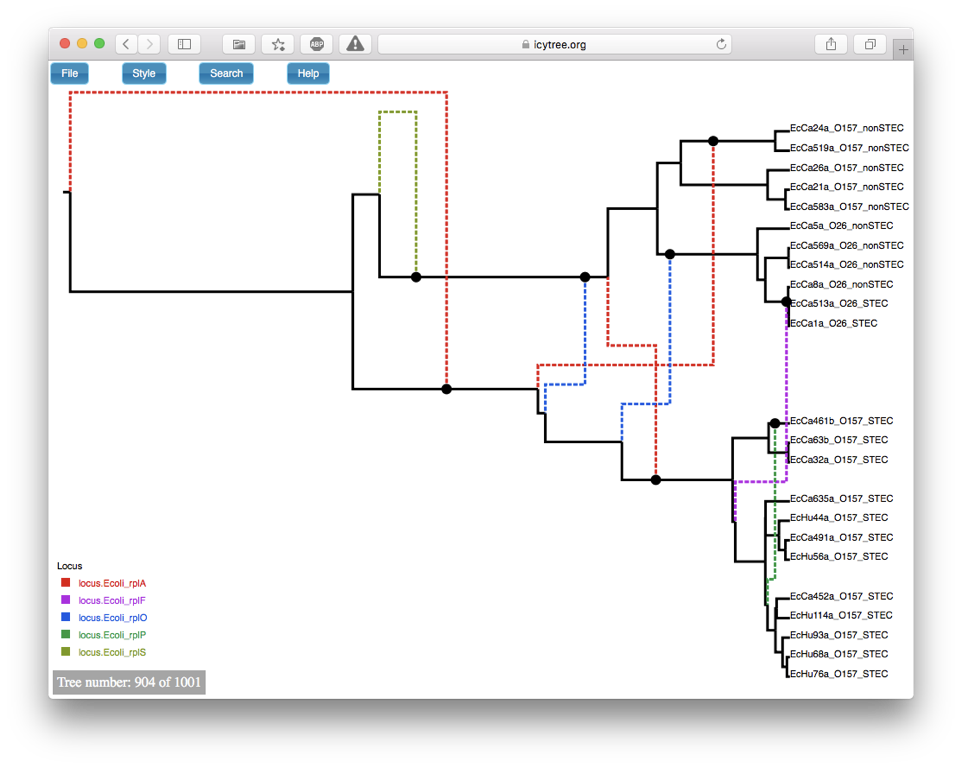 ABP
icytree.org
File
Style
Search
Help
EcCa24a_O157_nonSTEC
EcCa519a_O157_nonSTEC
EcCa26a_O157_nonSTEC
EcCa21a_O157_nonSTEC
EcCa583a_O157_nonSTEC
EcCa5a_O26_nonSTEC
EcCa569a_O26_nonSTEC
EcCa514a_O26_nonSTEC
EcCa8a_O26_nonSTEC
EcCa513a_O26_STEC
EcCa1a_O26_STEC
EcCa461b_O157_STEC
EcCa63b_O157_STEC
EcCa32a_O157_STEC
EcCa635a_O157_STEC
EcHu44a_O157_STEC
EcCa491a_O157_STEC
EcHu56a_O157_STEC
EcCa452a_O157_STEC
EcHu114a_O157_STEC
EcHu93a_O157_STEC
EcHu68a_O157_STEC
EcHu76a_O157_STEC
Locus
locus.Ecoli_rplA
locus.Ecoli_rplF
locus.Ecoli_rplO
locus.Ecoli_rplP
locus.Ecoli_rplS
Tree number: 904 of 1001